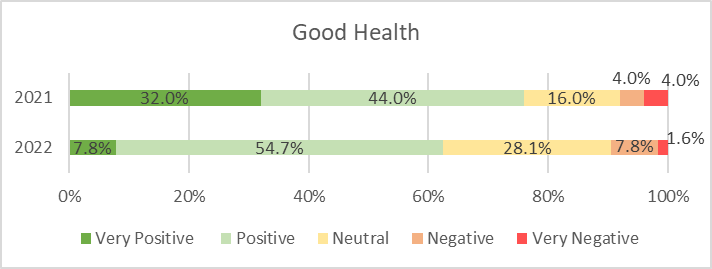 Good Health
4.0% 4.0%
2021 32.0% 44.0% 16.0%
1.6%
2022 7.8% 54.7% 28.1% 7.8%
0% 20% 40% 60% 80% 100%
Very Positive Positive Neutral Negative Very Negative